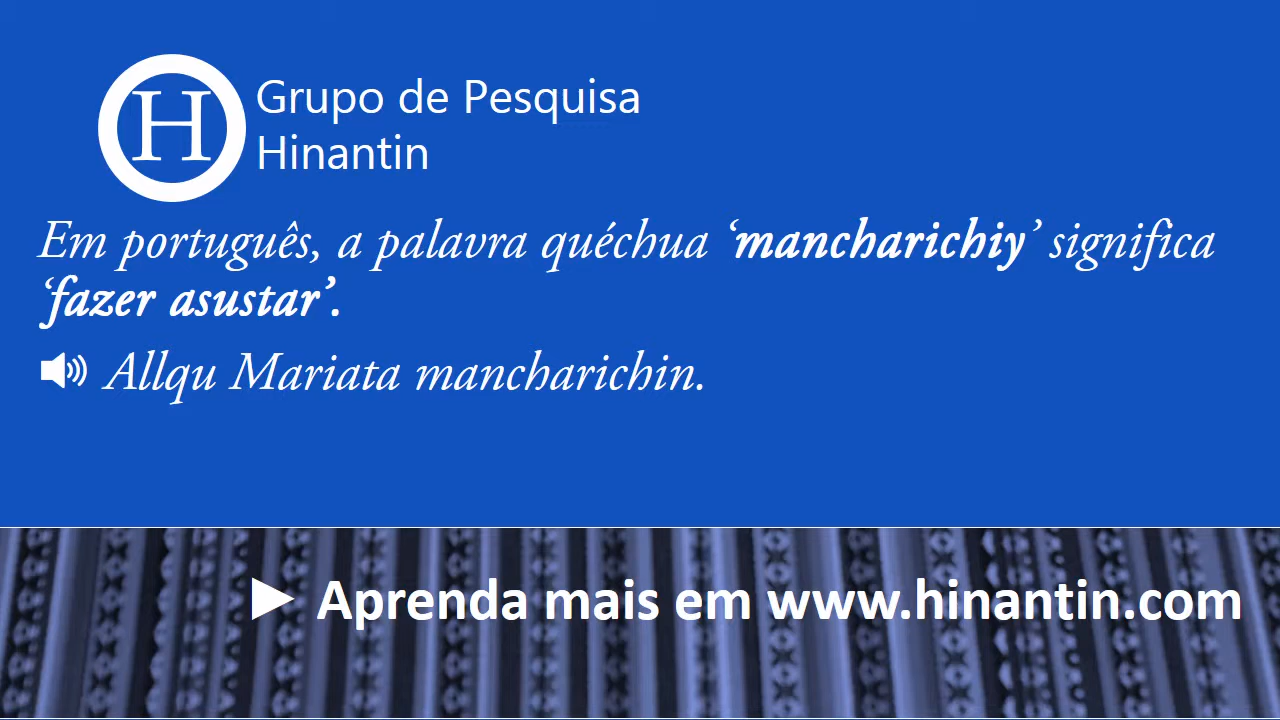 H
Grupo de Pesquisa
Hinantin
Em português, a palavra quéchua ‘mancharichiy’ significa
‘fazer asustar’.
Allqu Mariata mancharichin.
► Aprenda mais em www.hinantin.com